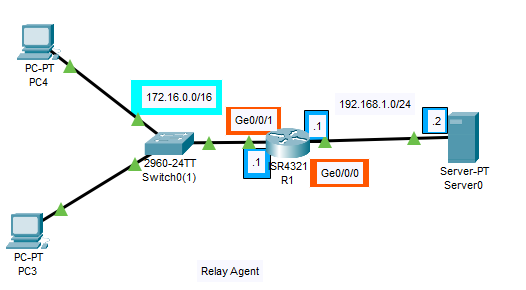 PC-PT
PC4
172.16.0.0/16
Ge0/0/1
.1
192.168.1.0/24
.2
2960-24TT
Switch0(1)
.1
ISR4321
R1
Ge0/0/0
Server-PT
Server0
PC-PT
PC3
Relay Agent